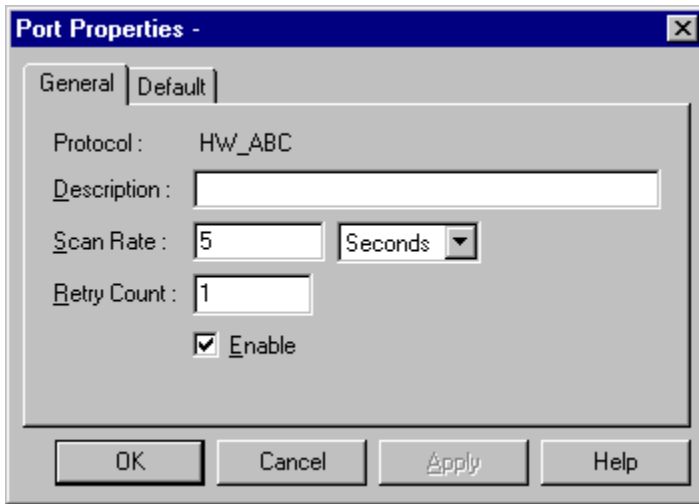 Port Properties -
General Default
Protocol : HW_ABC
Description :
Scan Rate : 5 Seconds
Retry Count : 1
Enable
OK Cancel Apply Help